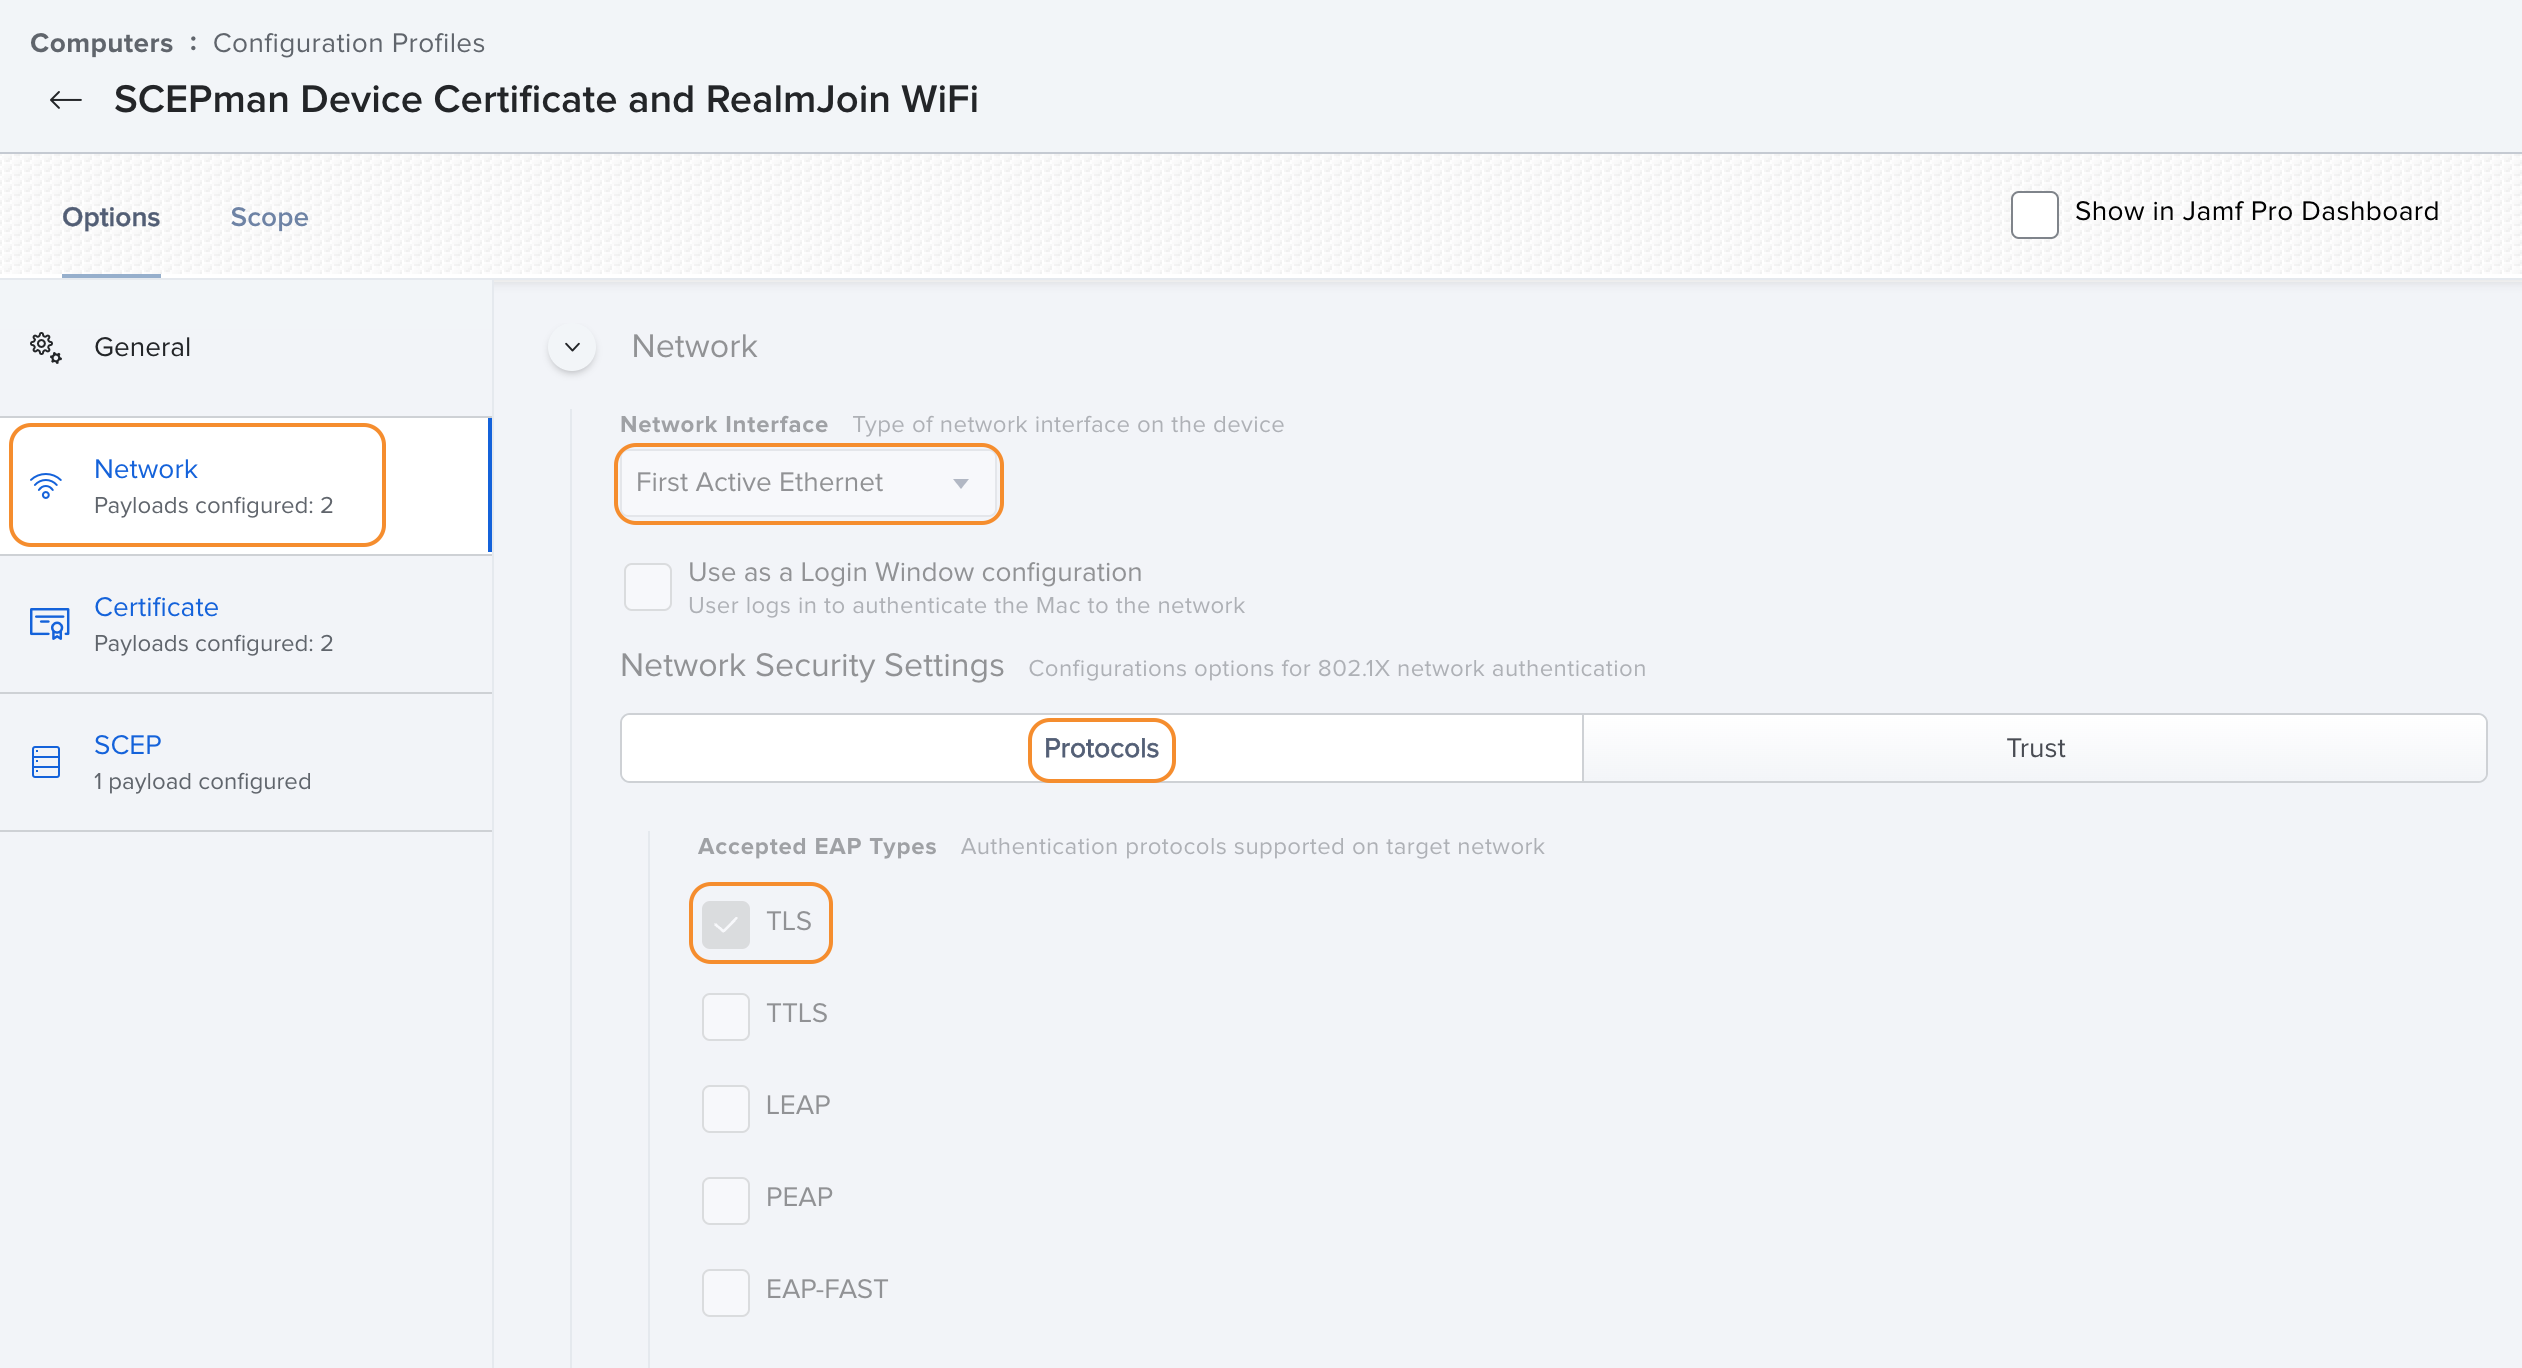 Computers : Configuration Profiles
← SCEPman Device Certificate and RealmJoin WiFi
Options Scope
Show in Jamf Pro Dashboard
General
Network
Payloads configured: 2
Certificate
Payloads configured: 2
SCEP
1 payload configured
Network
Network Interface Type of network interface on the device
First Active Ethernet
Use as a Login Window configuration
User logs in to authenticate the Mac to the network
Network Security Settings Configurations options for 802.1X network authentication
Protocols Trust
Accepted EAP Types Authentication protocols supported on target network
TLS
TTLS
LEAP
PEAP
EAP-FAST